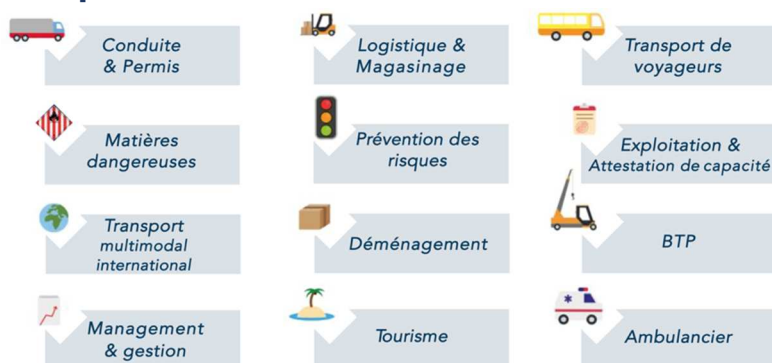 Conduite
& Permis
Logistique &
Magasinage
Transport de
voyageurs
Matières
dangereuses
Prévention des
risques
Exploitation &
Attestation de capacité
Transport
multimodal
international
Déménagement
BTP
Management
& gestion
Tourisme
Ambulancier